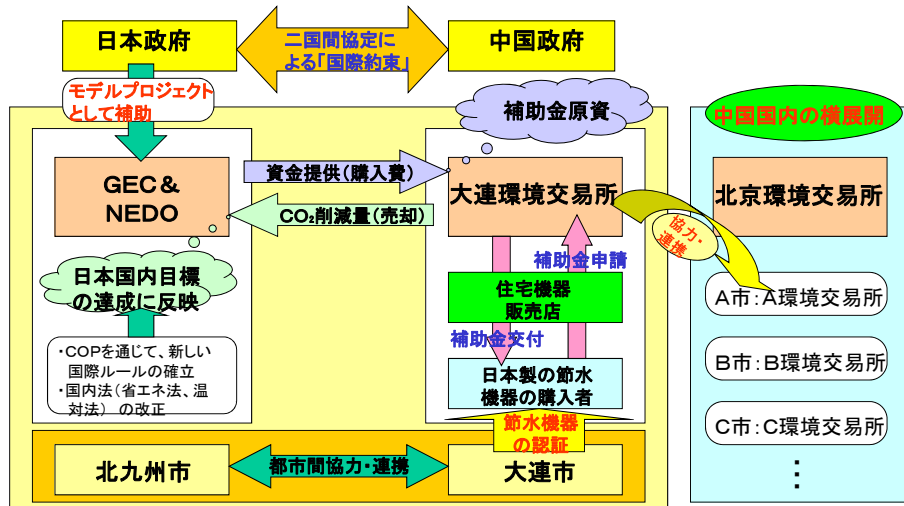 日本政府
二国間協定に
よる「国際約束」
中国政府
モデルプロジェクト
として補助
補助金原資
中国国内の横展開
GEC&
NEDO
資金提供(購入費)
CO₂削減量(売却)
大連環境交易所
北京環境交易所
協力・
連携
補助金申請
日本国内目標
の達成に反映
住宅機器
販売店
A市:A環境交易所
補助金交付
・COPを通じて、新しい
国際ルールの確立
・国内法(省エネ法、温
対法) の改正
日本製の節水
機器の購入者
B市:B環境交易所
節水機器
の認証
C市:C環境交易所
北九州市
都市間協力・連携
大連市
⋮